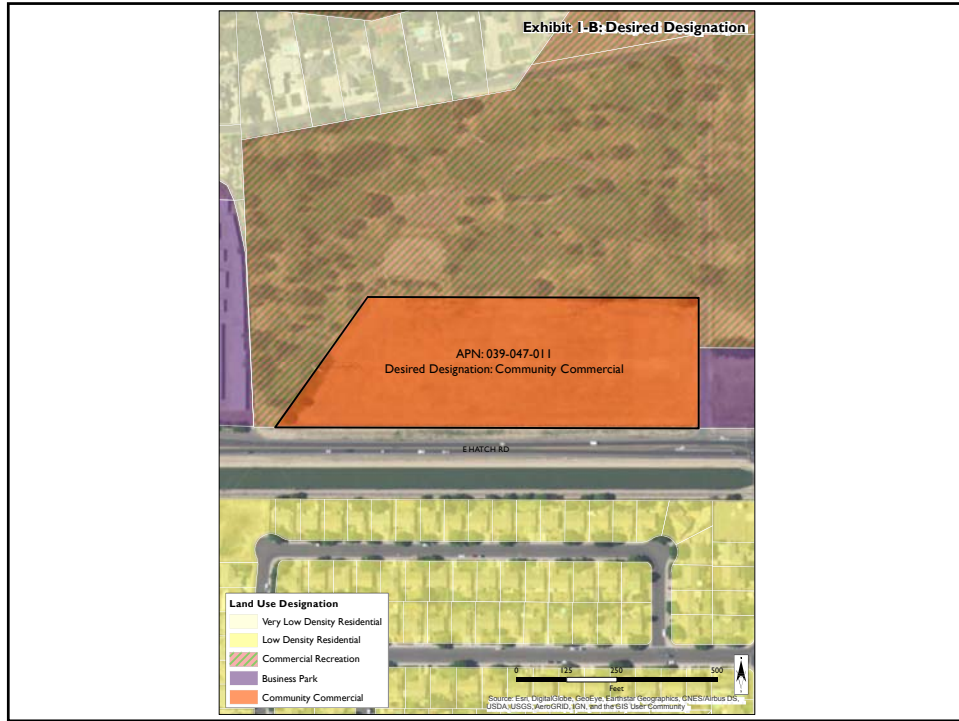 Exhibit 1-B: Desired Designation
APN: 039-047-011
Desired Designation: Community Commercial
E HATCH RD
Land Use Designation
Very Low Density Residential
Low Density Residential
Commercial Recreation
Business Park
Community Commercial
0 125 250 500
Feet
Source: Esri, DigitalGlobe, GeoEye, Earthstar Geographics, CNES/Airbus DS,
USDA, USGS, AeroGRID, IGN, and the GIS User Community